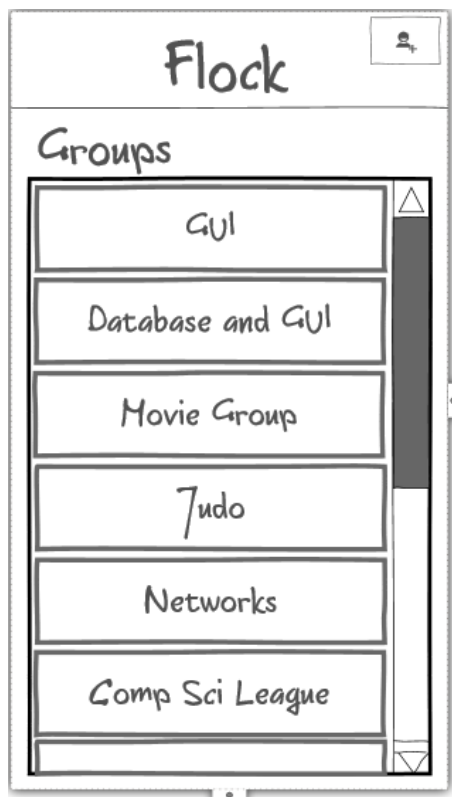 Flock
Groups
GUI
Database and GUI
Movie Group
Judo
Networks
Comp Sci League